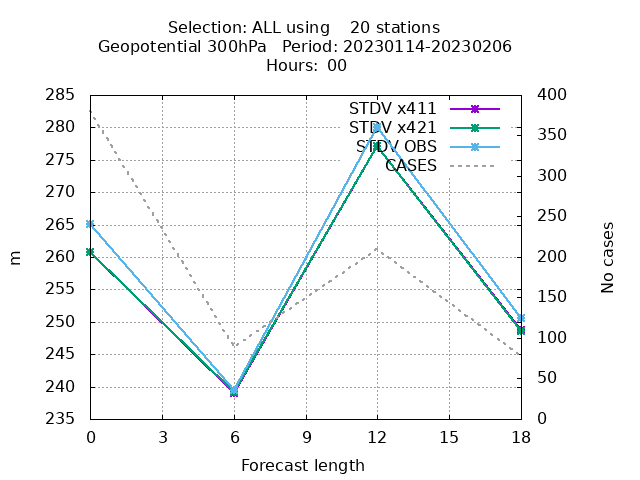 Selection: ALL using    20 stations
Geopotential 300hPa   Period: 20230114-20230206
Hours:  00
285 400
STDV x411
280 350
STDV x421
STDV OBS
275 300
CASES
270 250
265
260 200
m
No cases
255 150
250 100
245
240 50
235 0
0 3 6 9 12 15 18
Forecast length